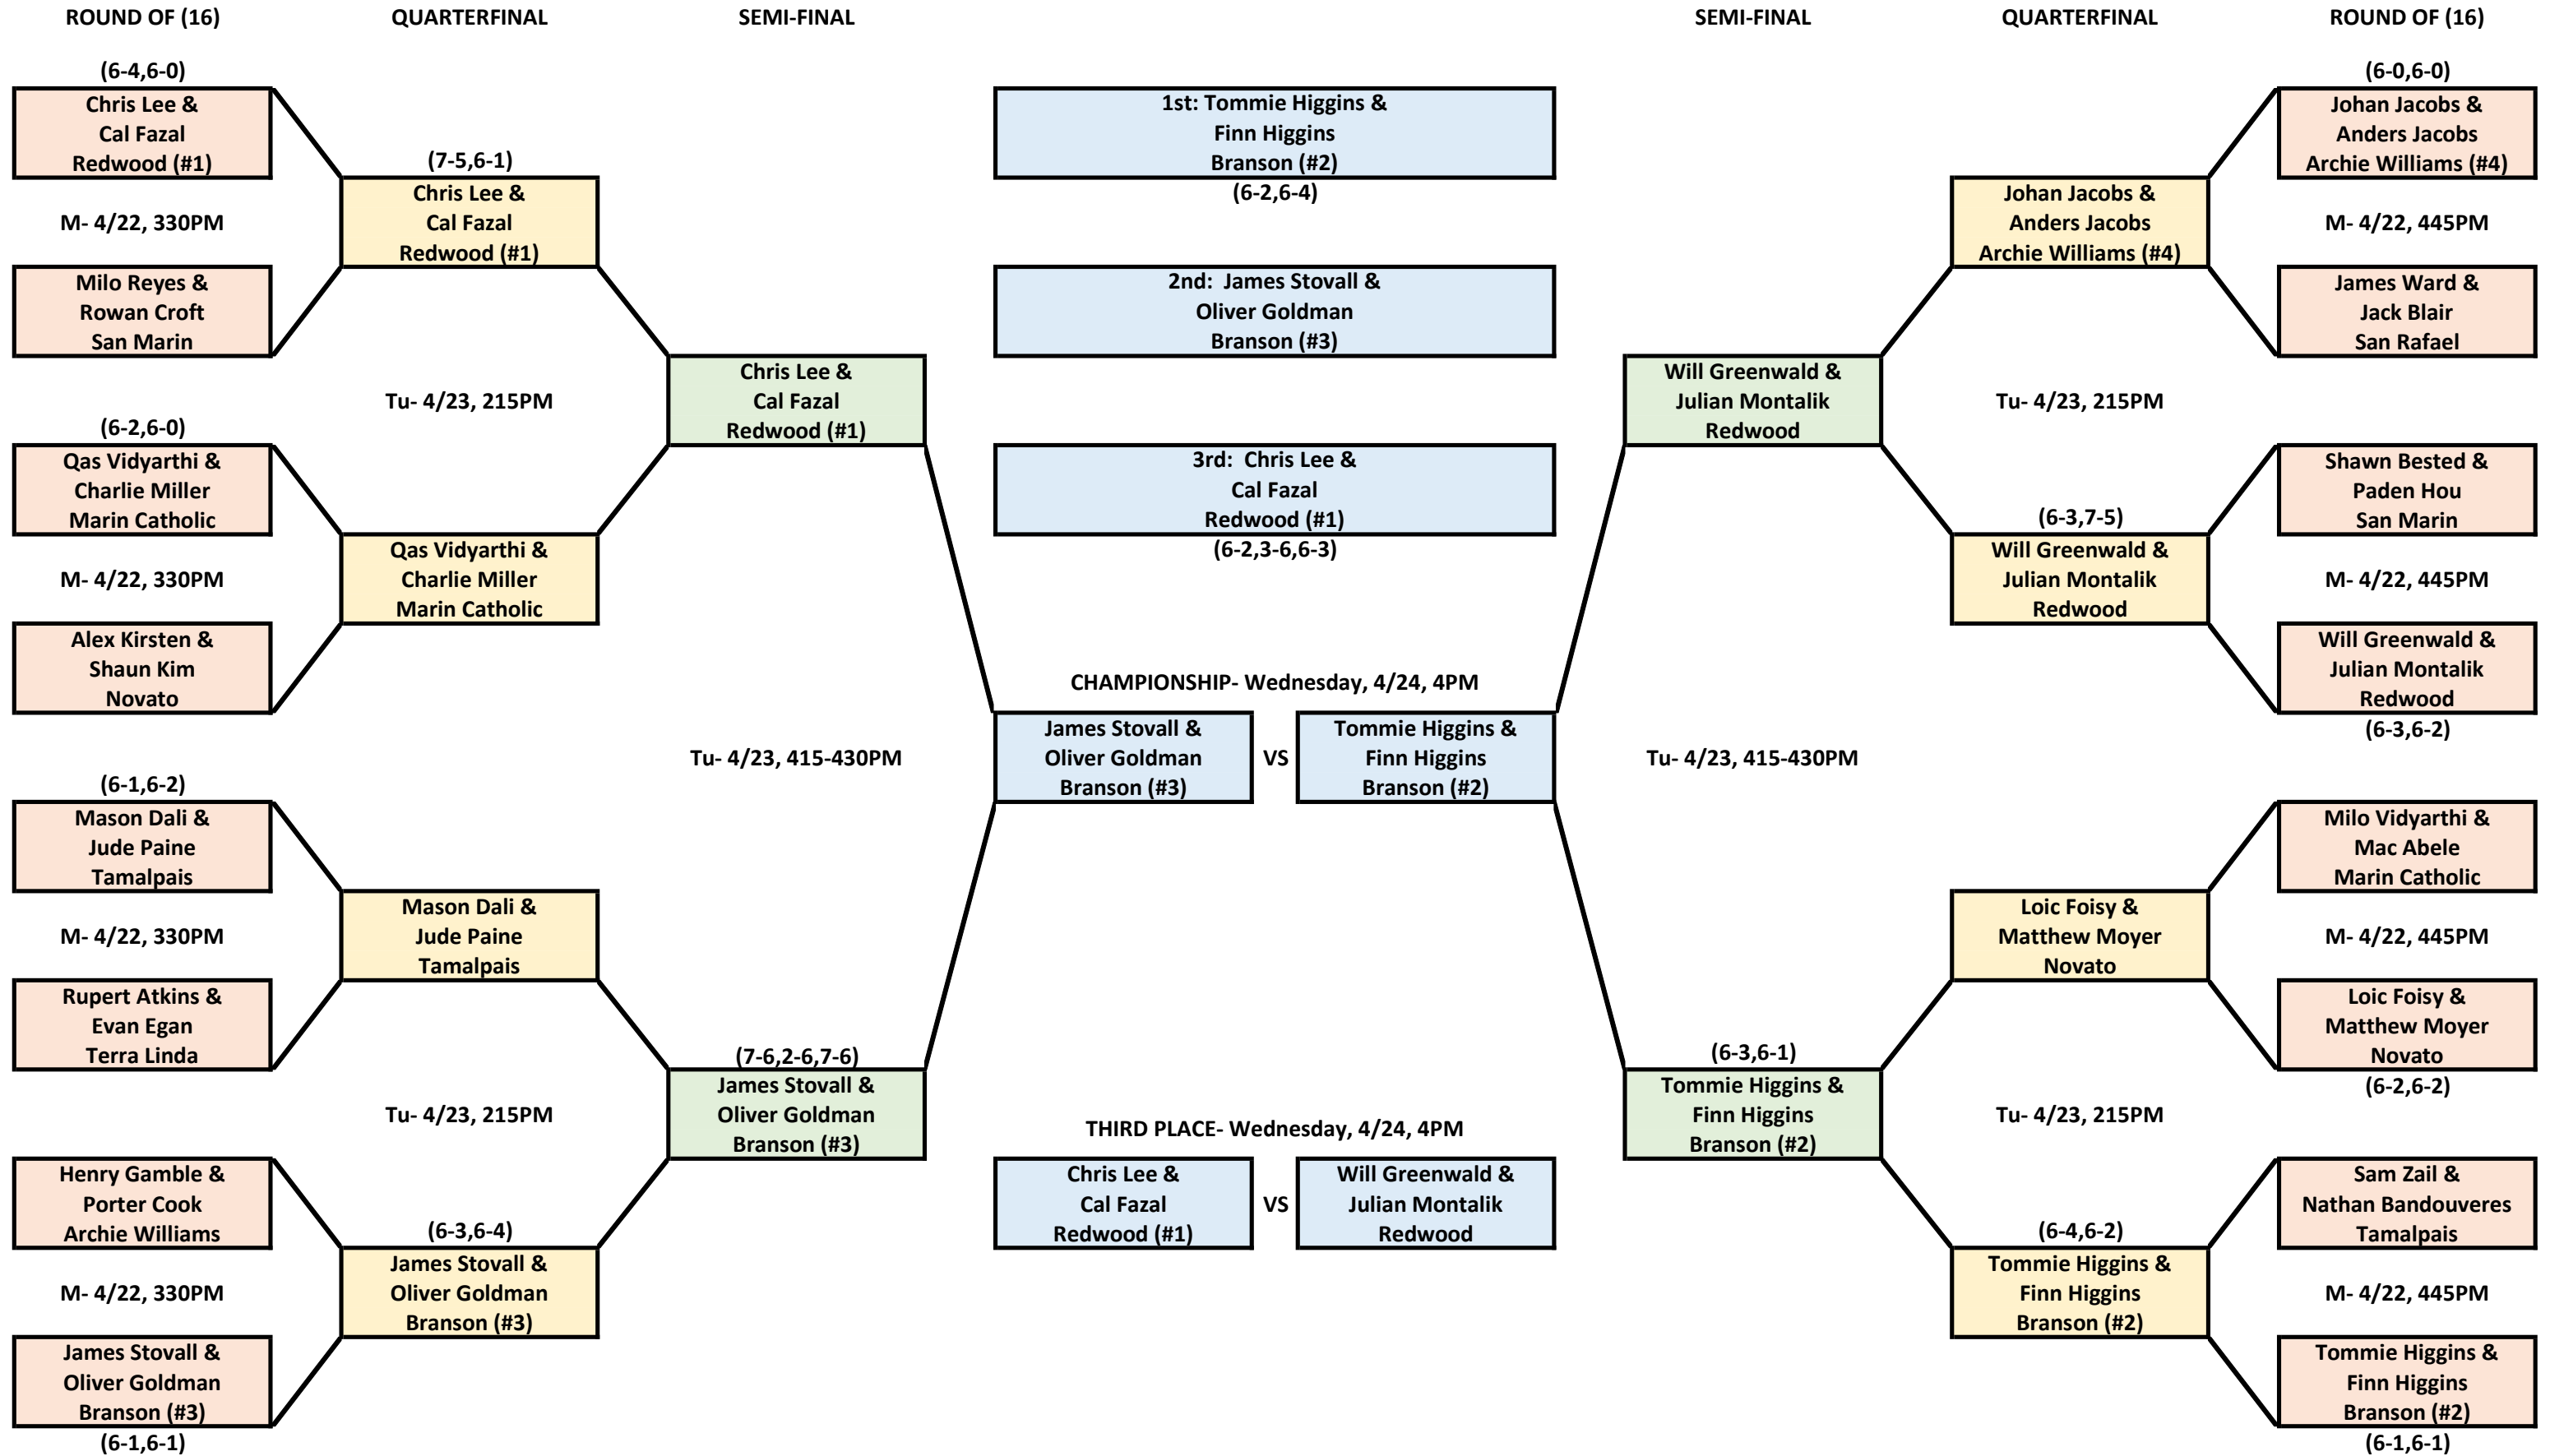 ROUND OF (16)
QUARTERFINAL
SEMI-FINAL
SEMI-FINAL
QUARTERFINAL
ROUND OF (16)
(6-4,6-0)
Chris Lee &
Cal Fazal
Redwood (#1)
M- 4/22, 330PM
Milo Reyes &
Rowan Croft
San Marin
(6-2,6-0)
Qas Vidyarthi &
Charlie Miller
Marin Catholic
M- 4/22, 330PM
Alex Kirsten &
Shaun Kim
Novato
(6-1,6-2)
Mason Dali &
Jude Paine
Tamalpais
M- 4/22, 330PM
Rupert Atkins &
Evan Egan
Terra Linda
Henry Gamble &
Porter Cook
Archie Williams
M- 4/22, 330PM
James Stovall &
Oliver Goldman
Branson (#3)
(6-1,6-1)
(7-5,6-1)
Chris Lee &
Cal Fazal
Redwood (#1)
Tu- 4/23, 215PM
Qas Vidyarthi &
Charlie Miller
Marin Catholic
Mason Dali &
Jude Paine
Tamalpais
Tu- 4/23, 215PM
(6-3,6-4)
James Stovall &
Oliver Goldman
Branson (#3)
Chris Lee &
Cal Fazal
Redwood (#1)
Tu- 4/23, 415-430PM
(7-6,2-6,7-6)
James Stovall &
Oliver Goldman
Branson (#3)
1st: Tommie Higgins &
Finn Higgins
Branson (#2)
(6-2,6-4)
2nd:  James Stovall &
Oliver Goldman
Branson (#3)
3rd:  Chris Lee &
Cal Fazal
Redwood (#1)
(6-2,3-6,6-3)
CHAMPIONSHIP- Wednesday, 4/24, 4PM
James Stovall &
Oliver Goldman
Branson (#3)
VS
Tommie Higgins &
Finn Higgins
Branson (#2)
THIRD PLACE- Wednesday, 4/24, 4PM
Chris Lee &
Cal Fazal
Redwood (#1)
VS
Will Greenwald &
Julian Montalik
Redwood
Will Greenwald &
Julian Montalik
Redwood
Tu- 4/23, 415-430PM
(6-3,6-1)
Tommie Higgins &
Finn Higgins
Branson (#2)
Johan Jacobs &
Anders Jacobs
Archie Williams (#4)
Tu- 4/23, 215PM
(6-3,7-5)
Will Greenwald &
Julian Montalik
Redwood
Loic Foisy &
Matthew Moyer
Novato
Tu- 4/23, 215PM
(6-4,6-2)
Tommie Higgins &
Finn Higgins
Branson (#2)
(6-0,6-0)
Johan Jacobs &
Anders Jacobs
Archie Williams (#4)
M- 4/22, 445PM
James Ward &
Jack Blair
San Rafael
Shawn Bested &
Paden Hou
San Marin
M- 4/22, 445PM
Will Greenwald &
Julian Montalik
Redwood
(6-3,6-2)
Milo Vidyarthi &
Mac Abele
Marin Catholic
M- 4/22, 445PM
Loic Foisy &
Matthew Moyer
Novato
(6-2,6-2)
Sam Zail &
Nathan Bandouveres
Tamalpais
M- 4/22, 445PM
Tommie Higgins &
Finn Higgins
Branson (#2)
(6-1,6-1)